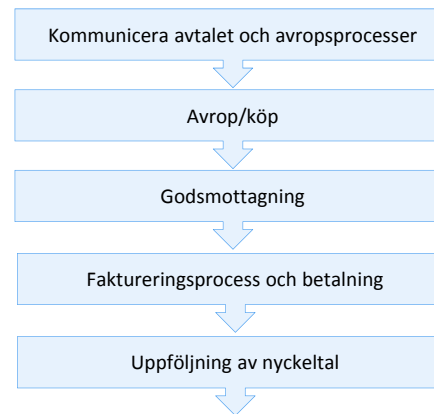 Kommunicera avtalet och avropsprocesser
Avrop/köp
Godsmottagning
Faktureringsprocess och betalning
Uppföljning av nyckeltal